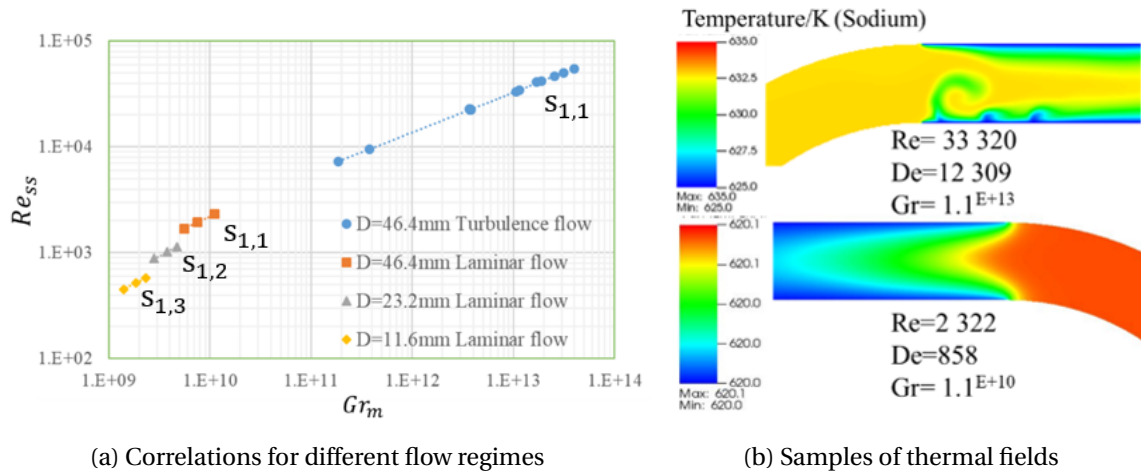 1.E+05
1.E+04
1.E+03
1.E+02
Re_ss
1.E+09 1.E+10 1.E+11 1.E+12 1.E+13 1.E+14
Gr_m
S_1,1
S_1,1
S_1,2
S_1,3
D=46.4mm Turbulence flow
D=46.4mm Laminar flow
D=23.2mm Laminar flow
D=11.6mm Laminar flow
(a) Correlations for different flow regimes
Temperature/K (Sodium)
635.0
632.5
630.0
627.5
625.0
Max: 635.0
Min: 625.0
Re= 33 320
De=12 309
Gr= 1.1^E+13
620.1
620.1
620.0
620.0
620.0
Max: 620.1
Min: 620.0
Re=2 322
De=858
Gr= 1.1^E+10
(b) Samples of thermal fields